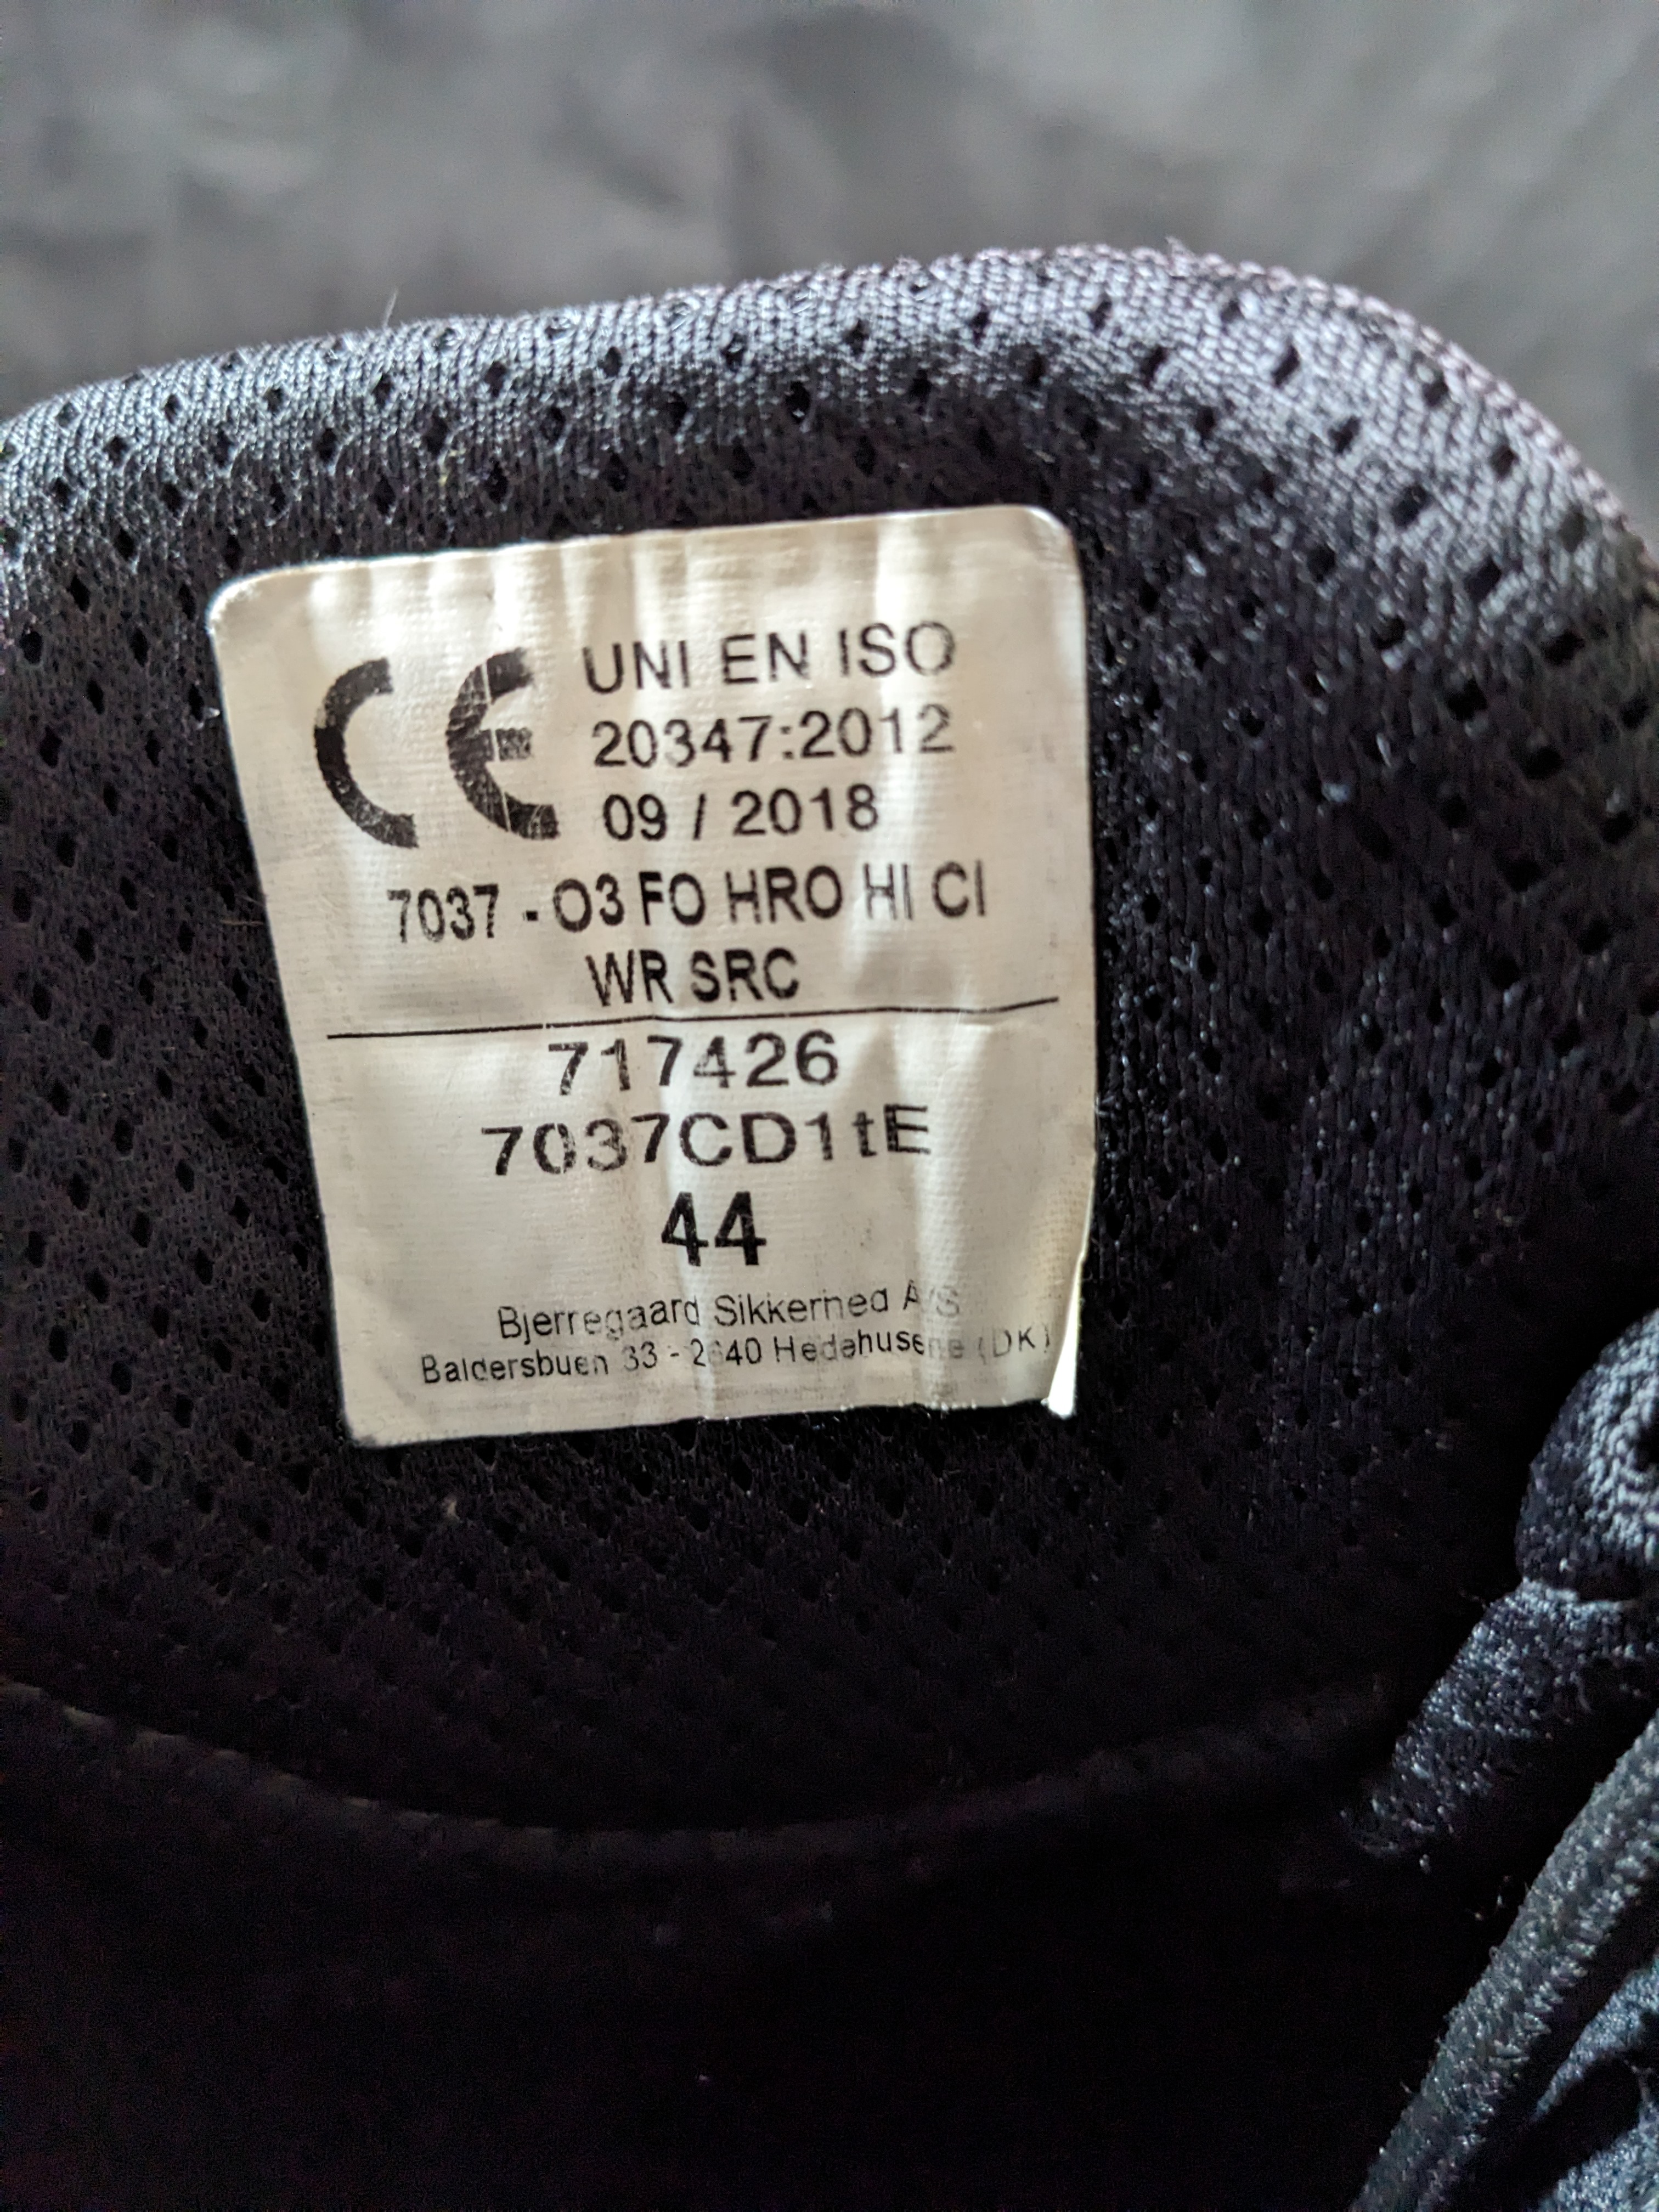 CE UNI EN ISO
20347:2012
09 / 2018
7037 - O3 FO HRO HI CI
WR SRC
717426
7037CD1tE
44
Bjerregaard Sikkerhed A/S
Baldersbuen 33 - 2640 Hedehusene (DK)